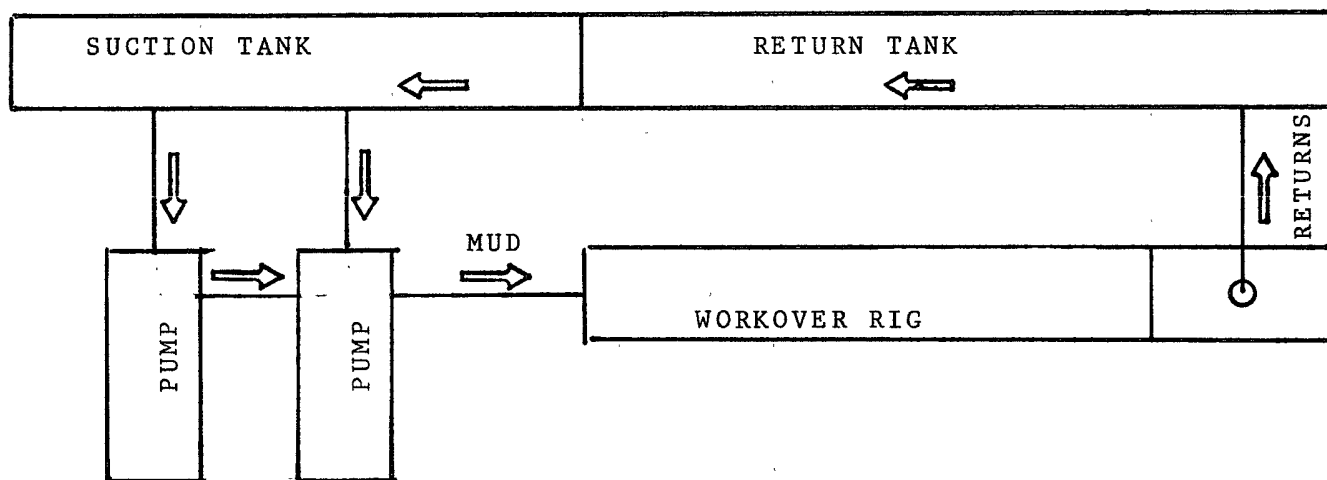 SUCTION TANK
RETURN TANK
RETURNS
MUD
PUMP
PUMP
WORKOVER RIG